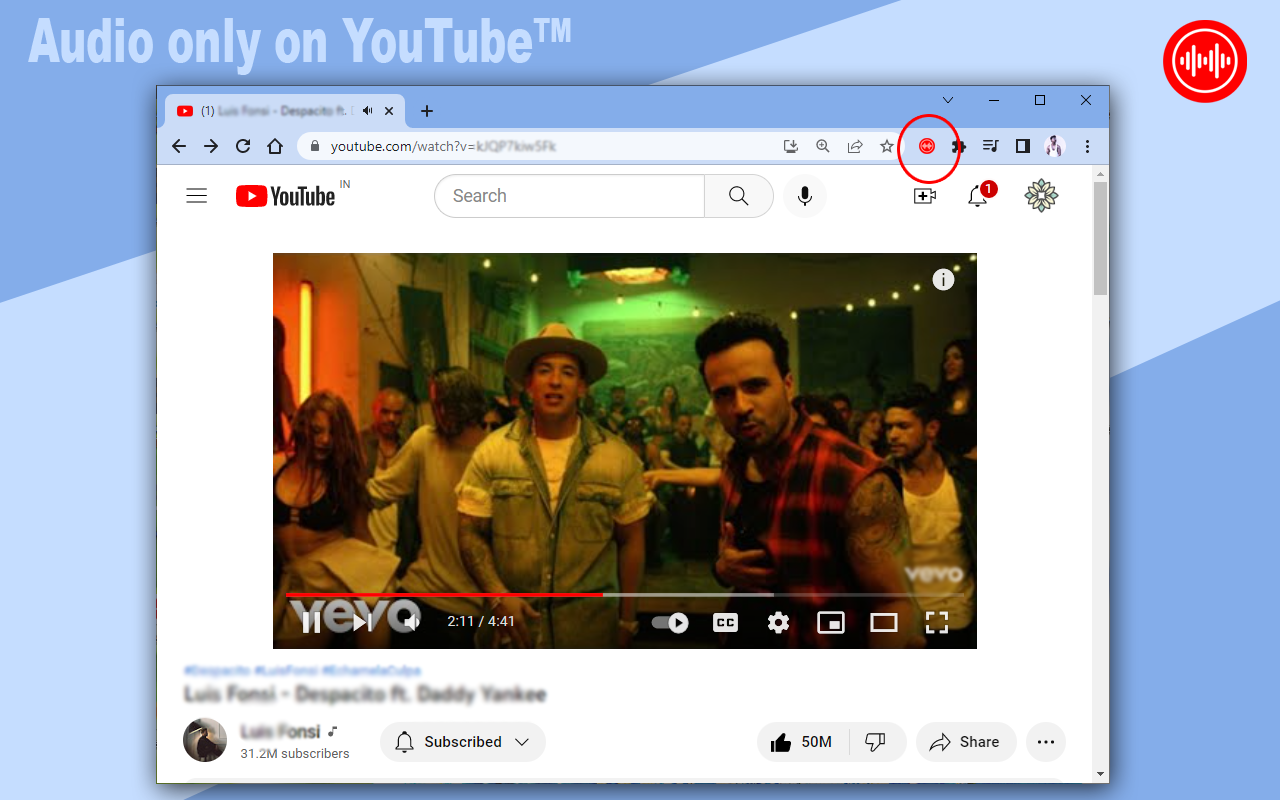 Audio only on YouTube™
(1) Luis Fonsi - Despacito ft.
youtube.com/watch?v=kJQP7kiw5Fk
YouTube IN
Search
1
vevo
vevo
2:11 / 4:41
CC
#Despacito #LuisFonsi #EchameLaCulpa
Luis Fonsi - Despacito ft. Daddy Yankee
Luis Fonsi
31.2M subscribers
Subscribed
50M
Share